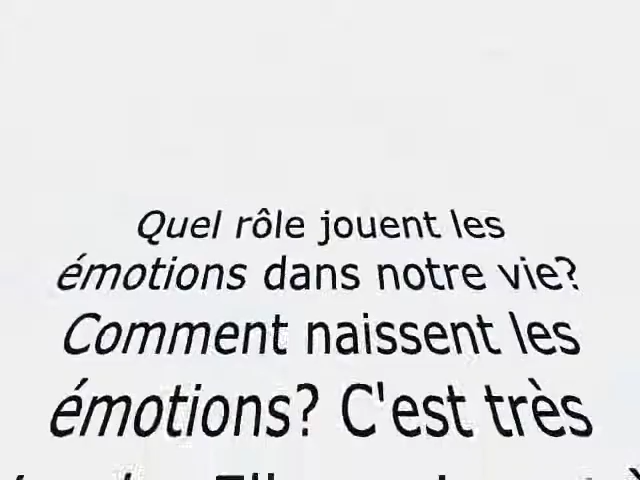 Quel rôle jouent les
émotions dans notre vie?
Comment naissent les
émotions? C'est très